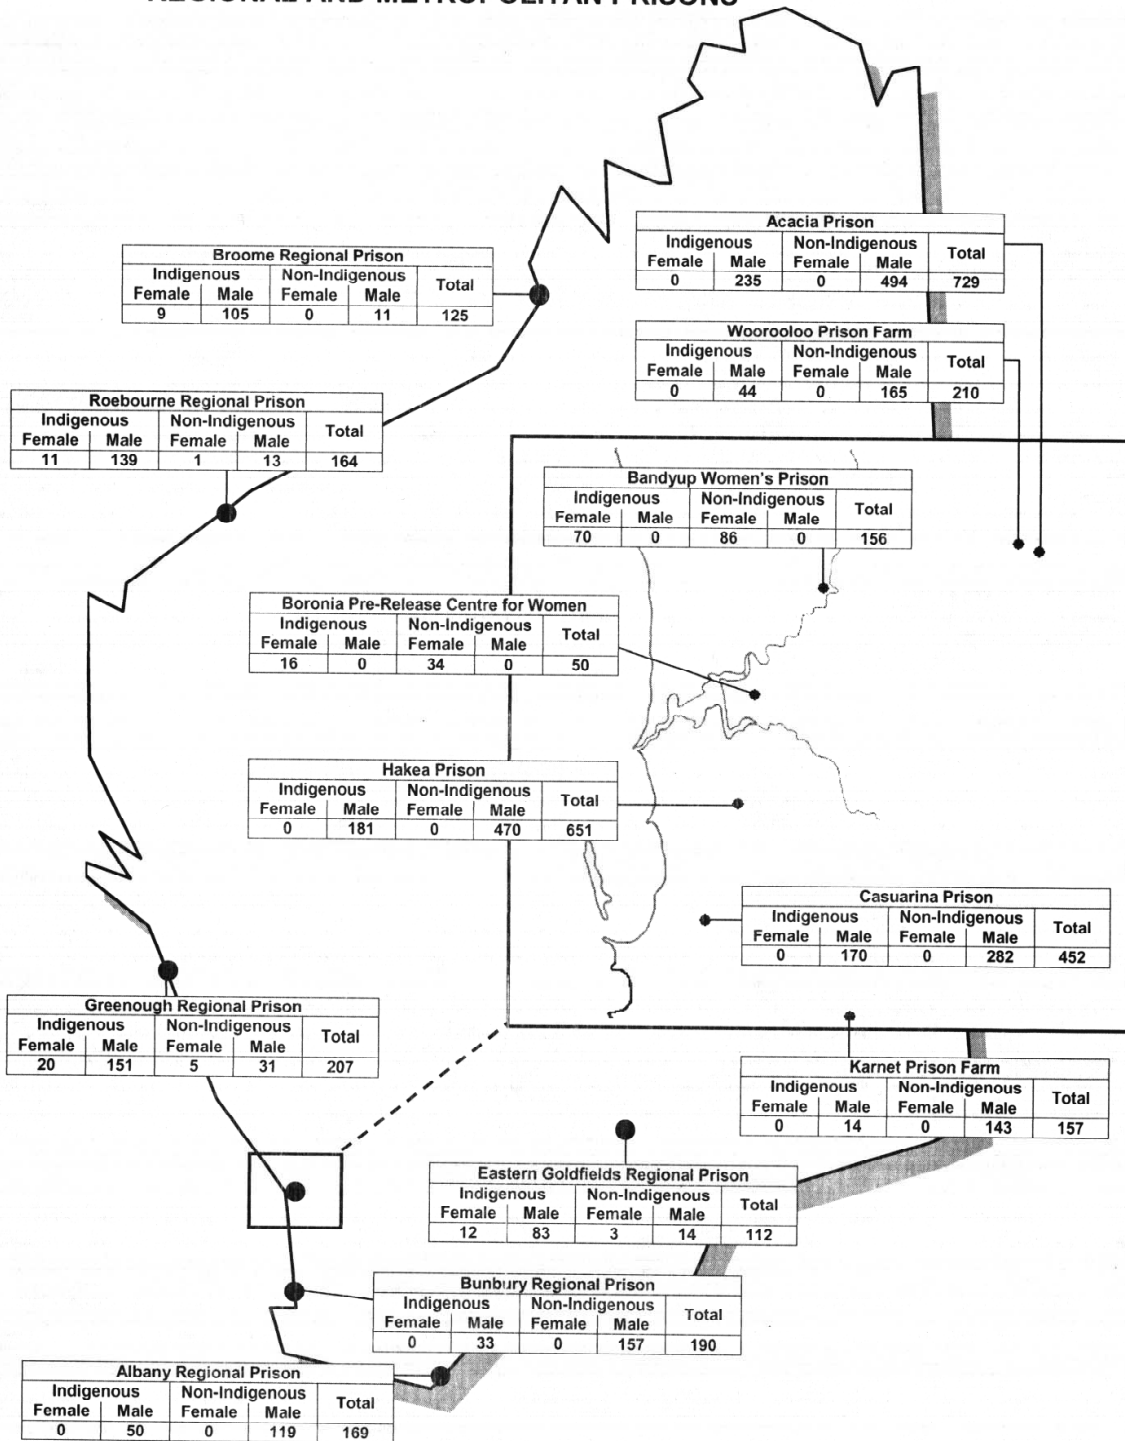 REGIONAL AND METROPOLITAN PRISONS
Acacia Prison
Indigenous Non-Indigenous Total
Female Male Female Male
0 235 0 494 729
Broome Regional Prison
Indigenous Non-Indigenous Total
Female Male Female Male
9 105 0 11 125
Woorooloo Prison Farm
Indigenous Non-Indigenous Total
Female Male Female Male
0 44 0 165 210
Roebourne Regional Prison
Indigenous Non-Indigenous Total
Female Male Female Male
11 139 1 13 164
Bandyup Women's Prison
Indigenous Non-Indigenous Total
Female Male Female Male
70 0 86 0 156
Boronia Pre-Release Centre for Women
Indigenous Non-Indigenous Total
Female Male Female Male
16 0 34 0 50
Hakea Prison
Indigenous Non-Indigenous Total
Female Male Female Male
0 181 0 470 651
Casuarina Prison
Indigenous Non-Indigenous Total
Female Male Female Male
0 170 0 282 452
Greenough Regional Prison
Indigenous Non-Indigenous Total
Female Male Female Male
20 151 5 31 207
Karnet Prison Farm
Indigenous Non-Indigenous Total
Female Male Female Male
0 14 0 143 157
Eastern Goldfields Regional Prison
Indigenous Non-Indigenous Total
Female Male Female Male
12 83 3 14 112
Bunbury Regional Prison
Indigenous Non-Indigenous Total
Female Male Female Male
0 33 0 157 190
Albany Regional Prison
Indigenous Non-Indigenous Total
Female Male Female Male
0 50 0 119 169